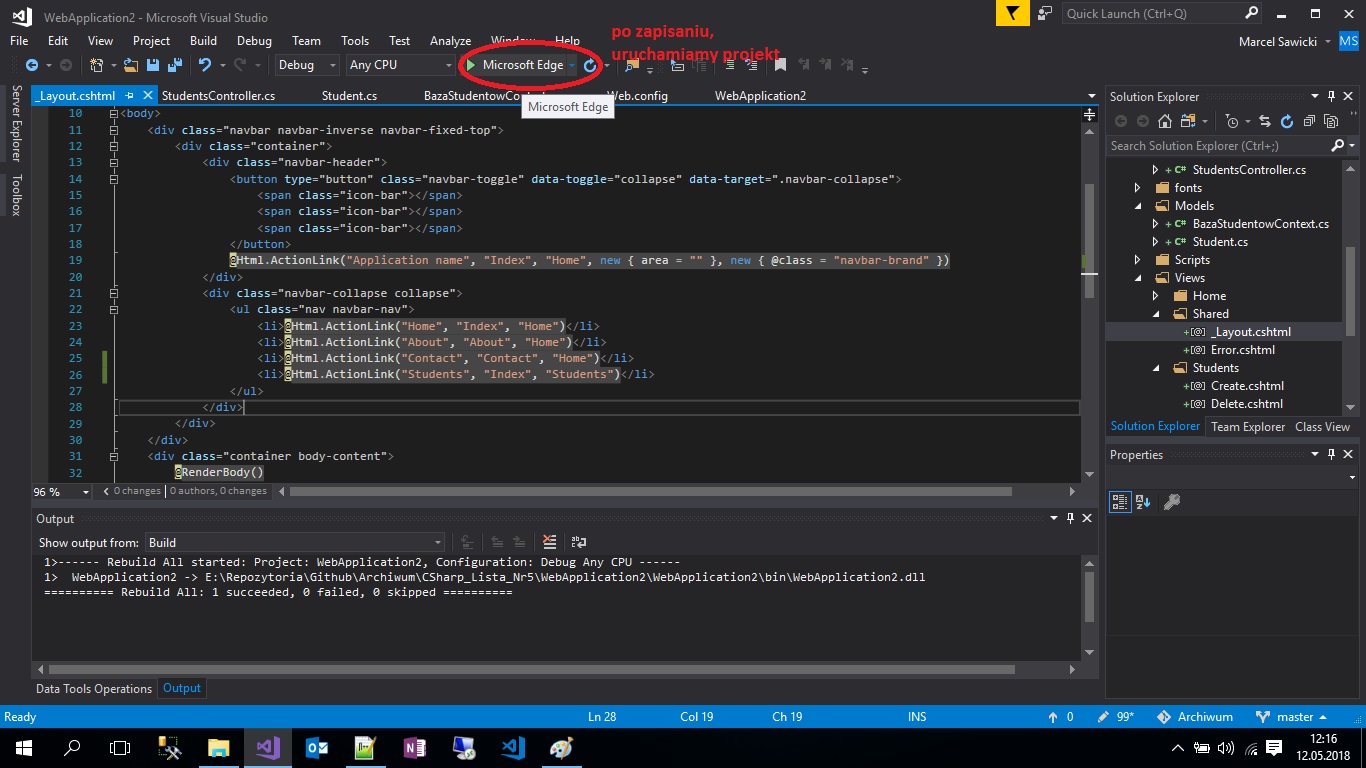 WebApplication2 - Microsoft Visual Studio
Quick Launch (Ctrl+Q)
po zapisaniu,
uruchamiamy projekt
File Edit View Project Build Debug Team Tools Test Analyze Window Help
Marcel Sawicki MS
Debug Any CPU Microsoft Edge
Server Explorer
Toolbox
_Layout.cshtml StudentsController.cs Student.cs BazaStudentowCont Web.config WebApplication2
Microsoft Edge
10 <body>
11 <div class="navbar navbar-inverse navbar-fixed-top">
12 <div class="container">
13 <div class="navbar-header">
14 <button type="button" class="navbar-toggle" data-toggle="collapse" data-target=".navbar-collapse">
15 <span class="icon-bar"></span>
16 <span class="icon-bar"></span>
17 <span class="icon-bar"></span>
18 </button>
19 @Html.ActionLink("Application name", "Index", "Home", new { area = "" }, new { @class = "navbar-brand" })
20 </div>
21 <div class="navbar-collapse collapse">
22 <ul class="nav navbar-nav">
23 <li>@Html.ActionLink("Home", "Index", "Home")</li>
24 <li>@Html.ActionLink("About", "About", "Home")</li>
25 <li>@Html.ActionLink("Contact", "Contact", "Home")</li>
26 <li>@Html.ActionLink("Students", "Index", "Students")</li>
27 </ul>
28 </div>
29 </div>
30 </div>
31 <div class="container body-content">
32 @RenderBody()
96 % 0 changes | 0 authors, 0 changes
Solution Explorer
Search Solution Explorer (Ctrl+;)
C# StudentsController.cs
fonts
Models
C# BazaStudentowContext.cs
C# Student.cs
Scripts
Views
Home
Shared
_Layout.cshtml
Error.cshtml
Students
Create.cshtml
Delete.cshtml
Solution Explorer Team Explorer Class View
Properties
Output
Show output from: Build
1>------ Rebuild All started: Project: WebApplication2, Configuration: Debug Any CPU ------
1> WebApplication2 -> E:\Repozytoria\Github\Archiwum\CSharp_Lista_Nr5\WebApplication2\WebApplication2\bin\WebApplication2.dll
========== Rebuild All: 1 succeeded, 0 failed, 0 skipped ==========
Data Tools Operations Output
Ready Ln 28 Col 19 Ch 19 INS 0 99* Archiwum master
12:16
12.05.2018